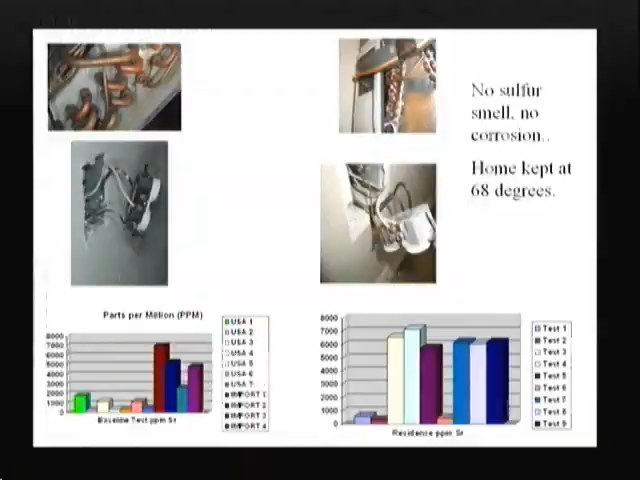 No sulfur
smell, no
corrosion..
Home kept at
68 degrees.
Parts per Million (PPM)
8000
7000
6000
5000
4000
3000
2000
1000
0
Baseline Test ppm Sr
USA 1
USA 2
USA 3
USA 4
USA 5
USA 6
USA 7
IMPORT 1
IMPORT 2
IMPORT 3
IMPORT 4
8000
7000
6000
5000
4000
3000
2000
1000
0
Residence ppm Sr
Test 1
Test 2
Test 3
Test 4
Test 5
Test 6
Test 7
Test 8
Test 9